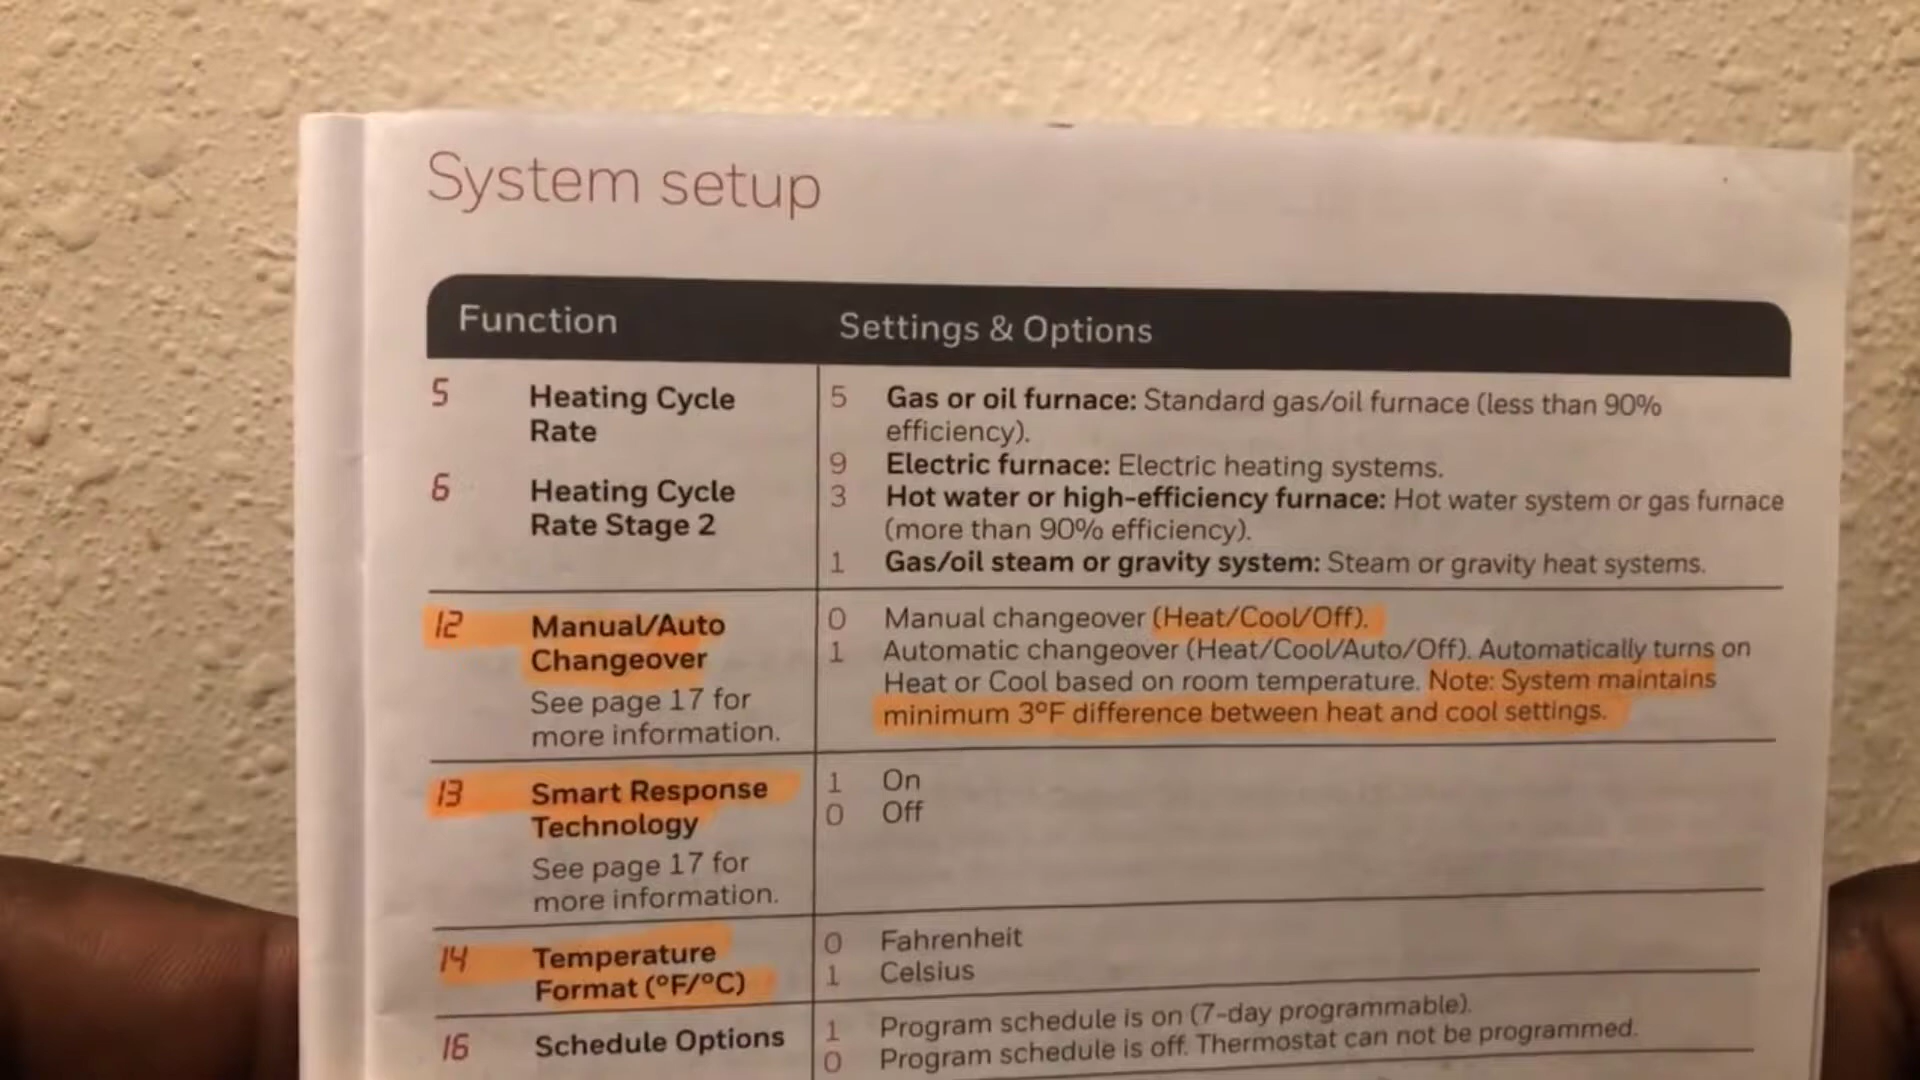 System setup
Function Settings & Options
5 Heating Cycle Rate
6 Heating Cycle Rate Stage 2
5 Gas or oil furnace: Standard gas/oil furnace (less than 90%
efficiency).
9 Electric furnace: Electric heating systems.
3 Hot water or high-efficiency furnace: Hot water system or gas furnace
(more than 90% efficiency).
1 Gas/oil steam or gravity system: Steam or gravity heat systems.
12 Manual/Auto
Changeover
See page 17 for
more information.
0 Manual changeover (Heat/Cool/Off).
1 Automatic changeover (Heat/Cool/Auto/Off). Automatically turns on
Heat or Cool based on room temperature. Note: System maintains
minimum 3ºF difference between heat and cool settings.
13 Smart Response
Technology
See page 17 for
more information.
1 On
0 Off
14 Temperature
Format (ºF/ºC)
0 Fahrenheit
1 Celsius
16 Schedule Options
1 Program schedule is on (7-day programmable).
0 Program schedule is off. Thermostat can not be programmed.